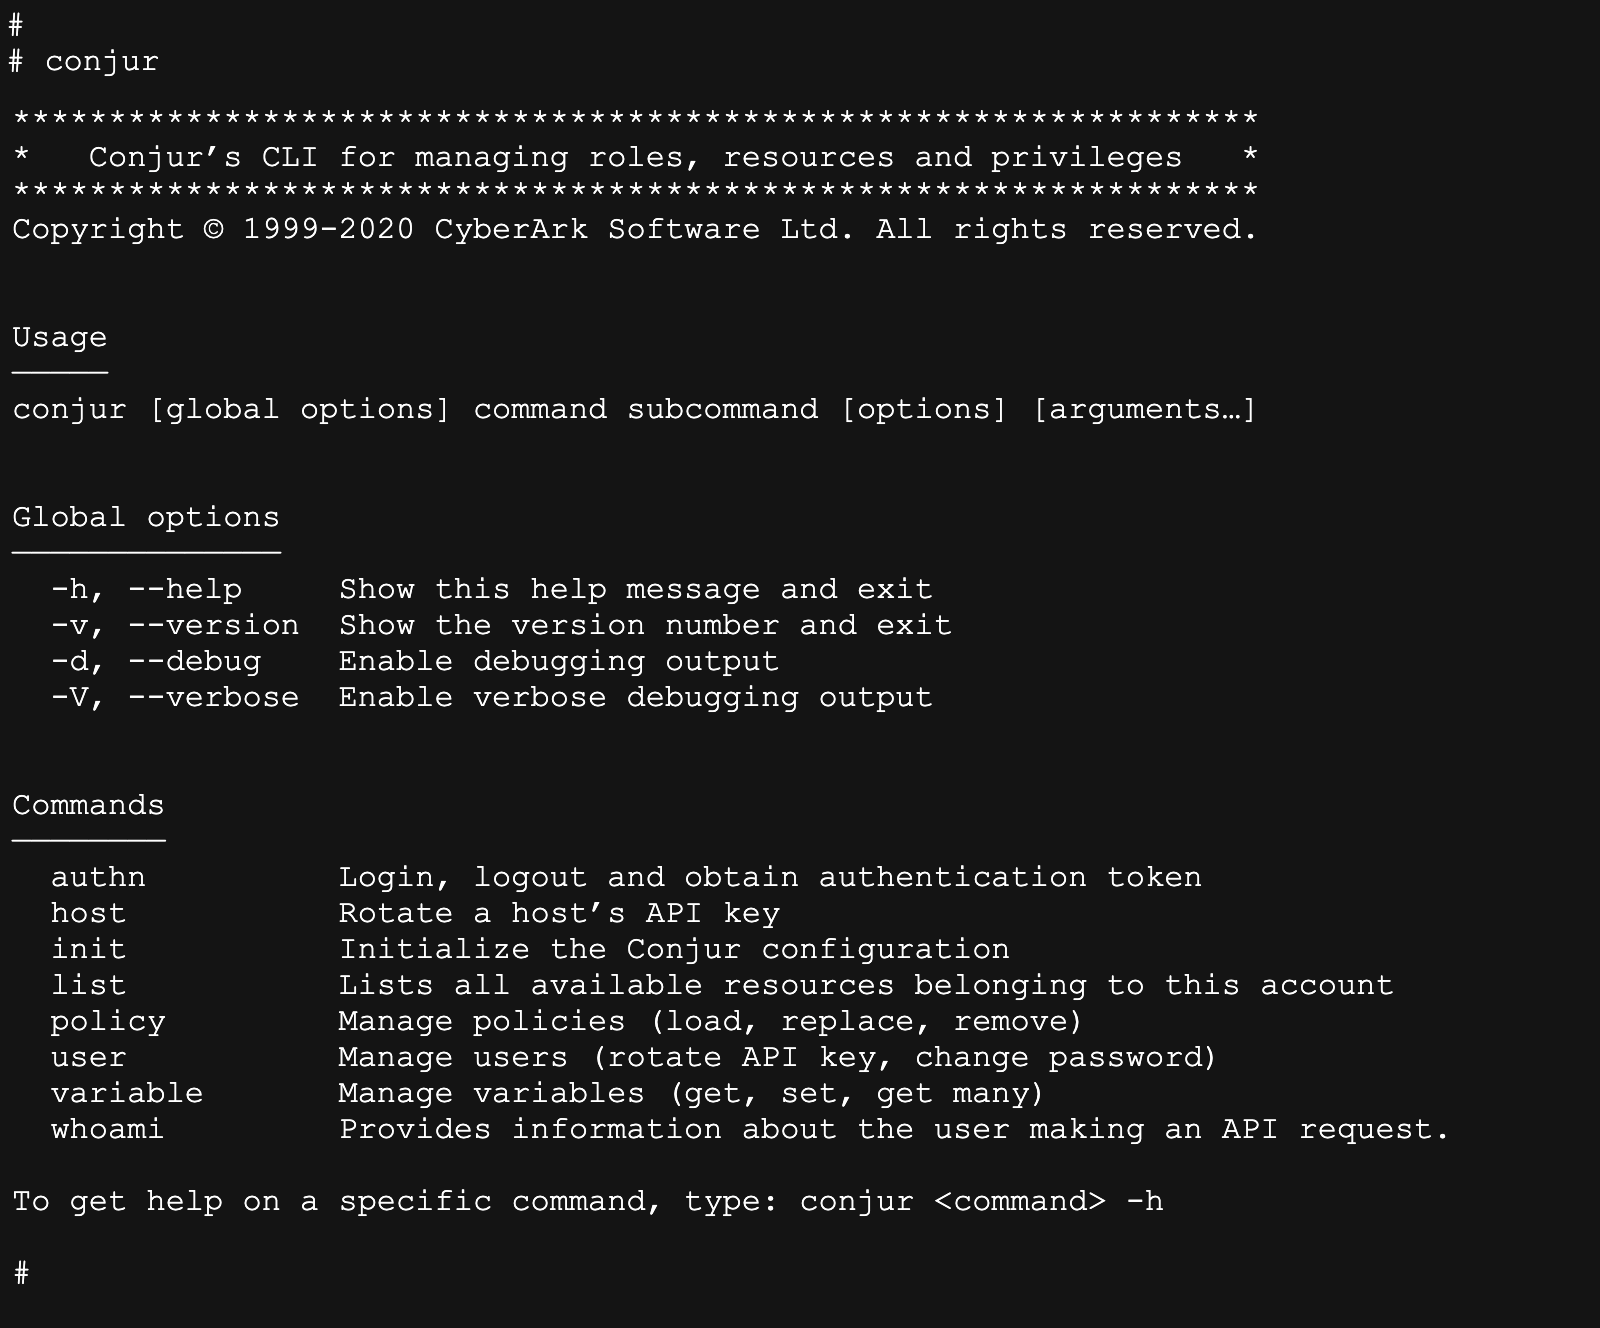 #
# conjur
*****************************************************************
*   Conjur’s CLI for managing roles, resources and privileges   *
*****************************************************************
Copyright © 1999-2020 CyberArk Software Ltd. All rights reserved.
Usage
conjur [global options] command subcommand [options] [arguments…]
Global options
  -h, --help     Show this help message and exit
  -v, --version  Show the version number and exit
  -d, --debug    Enable debugging output
  -V, --verbose  Enable verbose debugging output
Commands
  authn          Login, logout and obtain authentication token
  host           Rotate a host’s API key
  init           Initialize the Conjur configuration
  list           Lists all available resources belonging to this account
  policy         Manage policies (load, replace, remove)
  user           Manage users (rotate API key, change password)
  variable       Manage variables (get, set, get many)
  whoami         Provides information about the user making an API request.
To get help on a specific command, type: conjur <command> -h
#